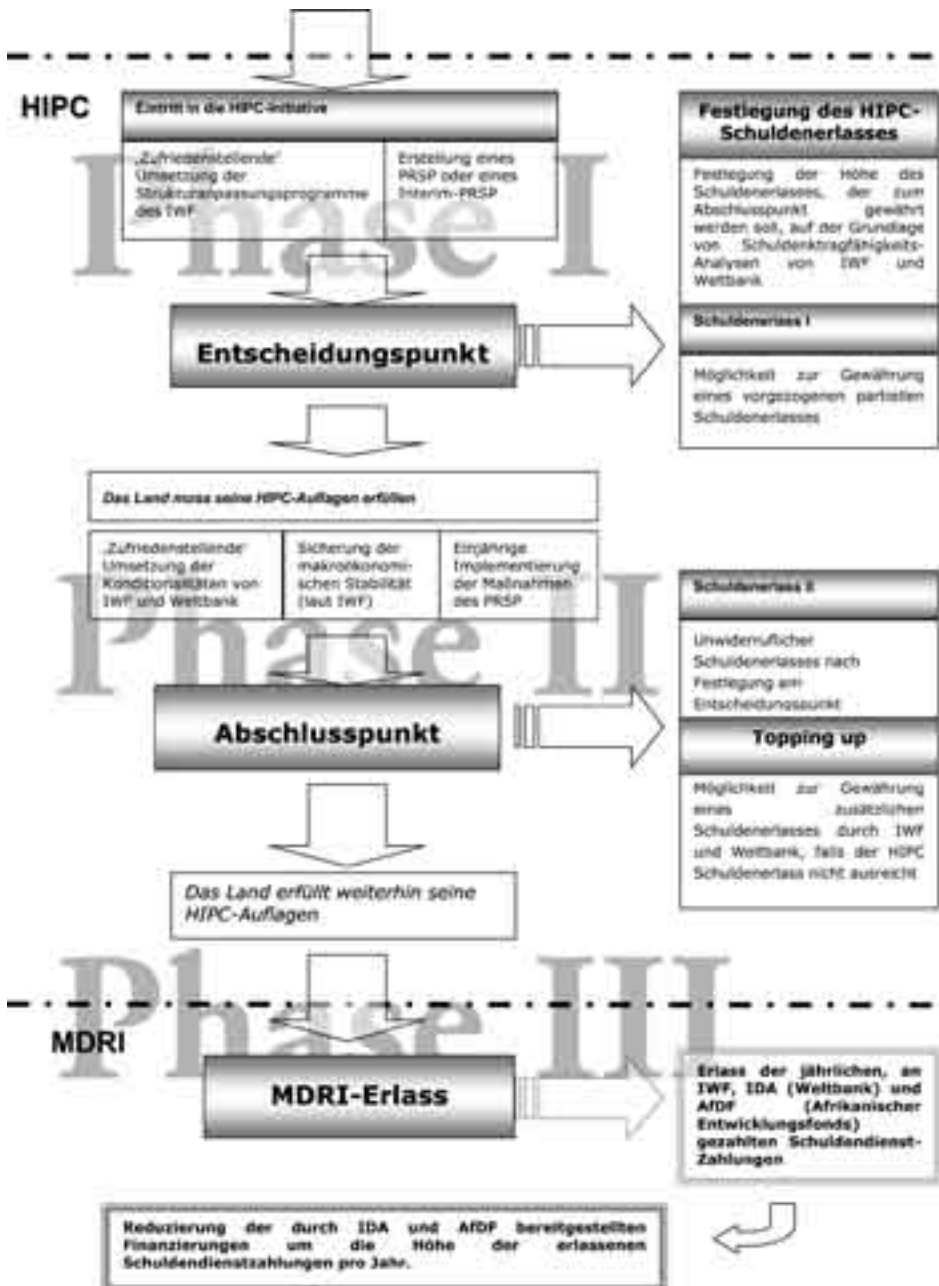 HIPC
Eintritt in die HIPC-Initiative
„Zufriedenstellende'
Umsetzung der
Strukturanpassungsprogramme
des IWF
Erstellung eines
PRSP oder eines
Interim-PRSP
Phase I
Festlegung des HIPC-
Schuldenerlasses
Festlegung der Höhe des
Schuldenerlasses, der zum
Abschlusspunkt gewährt
werden soll, auf der Grundlage
von Schuldenktragfähigkeits-
Analysen von IWF und
Weltbank
Entscheidungspunkt
Schuldenerlass I
Möglichkeit zur Gewährung
eines vorgezogenen partiellen
Schuldenerlasses
Das Land muss seine HIPC-Auflagen erfüllen
„Zufriedenstellende'
Umsetzung der
Konditionalitäten von
IWF und Weltbank
Sicherung der
makroökonomi-
schen Stabilität
(laut IWF)
Einjährige
Implementierung
der Maßnahmen
des PRSP
Phase II
Schuldenerlass II
Unwiderruflicher
Schuldenerlasses nach
Festlegung am
Entscheidungspunkt
Abschlusspunkt
Topping up
Möglichkeit zur Gewährung
eines zusätzlichen
Schuldenerlasses durch IWF
und Weltbank, falls der HIPC
Schuldenerlass nicht ausreicht
Das Land erfüllt weiterhin seine
HIPC-Auflagen
Phase III
MDRI
MDRI-Erlass
Erlass der jährlichen, an
IWF, IDA (Weltbank) und
AfDF (Afrikanischer
Entwicklungsfonds)
gezahlten Schuldendienst-
Zahlungen
Reduzierung der durch IDA und AfDF bereitgestellten
Finanzierungen um die Höhe der erlassenen
Schuldendienstzahlungen pro Jahr.